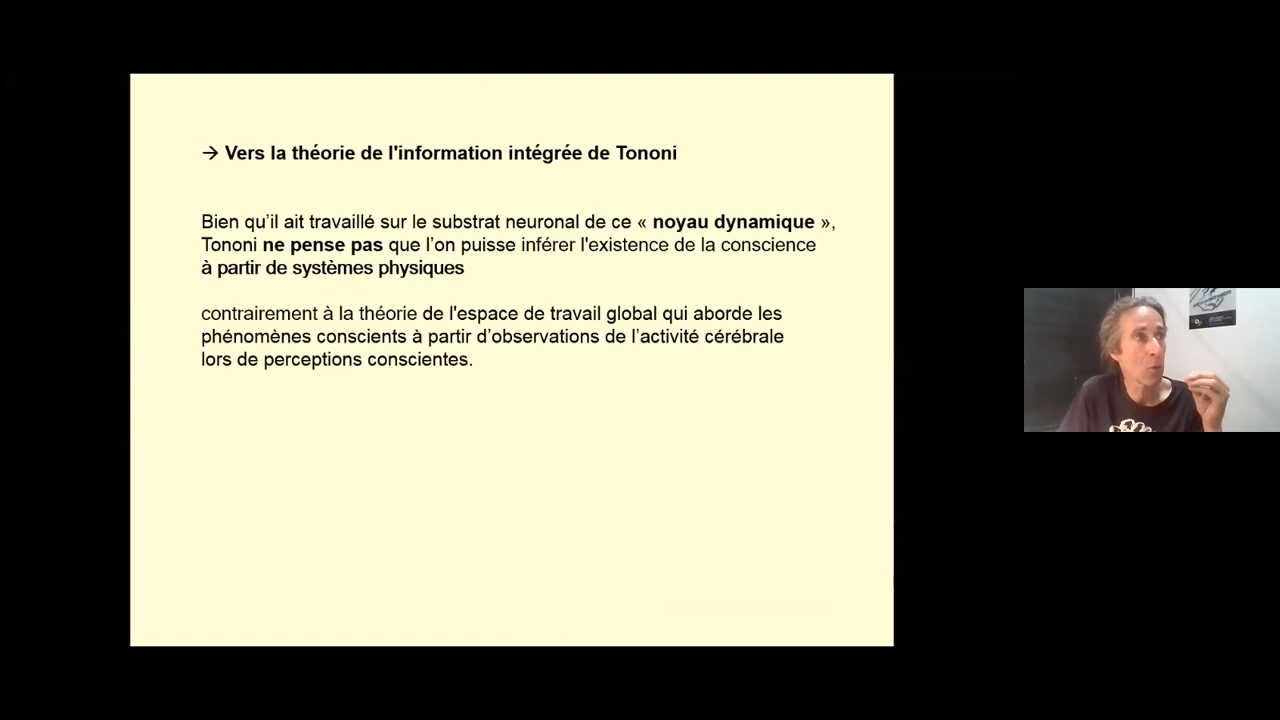 → Vers la théorie de l'information intégrée de Tononi
Bien qu’il ait travaillé sur le substrat neuronal de ce « noyau dynamique »,
Tononi ne pense pas que l’on puisse inférer l'existence de la conscience
à partir de systèmes physiques
contrairement à la théorie de l'espace de travail global qui aborde les
phénomènes conscients à partir d’observations de l’activité cérébrale
lors de perceptions conscientes.